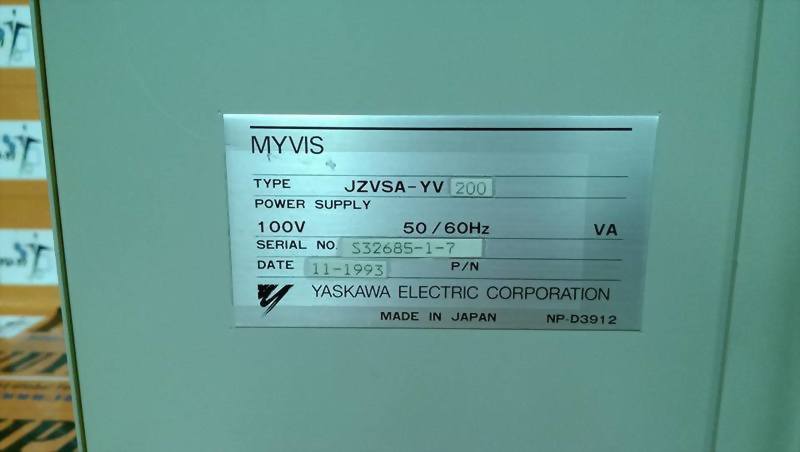 MYVIS
TYPE JZVSA-YV 200
POWER SUPPLY
100V 50/60Hz VA
SERIAL NO. S32685-1-7
DATE 11-1993 P/N
YASKAWA ELECTRIC CORPORATION
MADE IN JAPAN NP-D3912